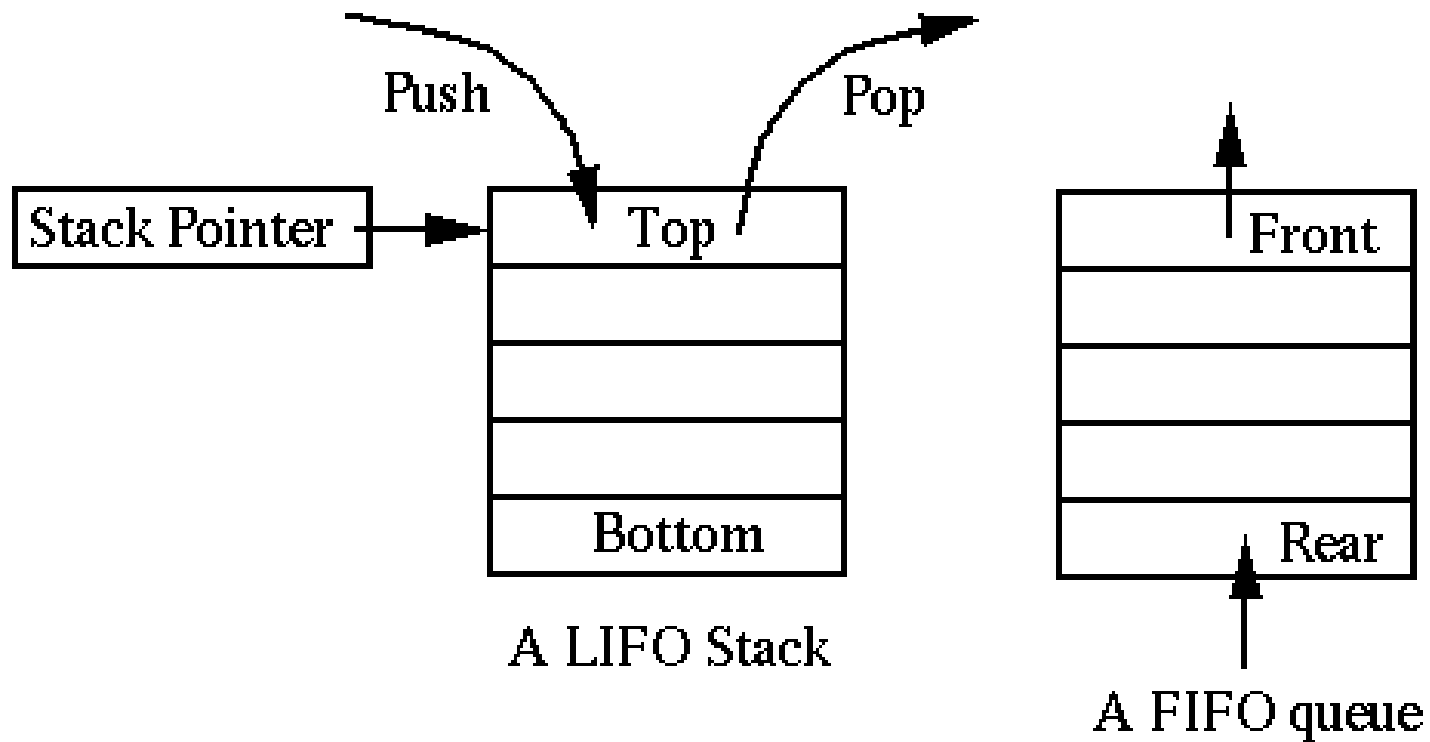 Push
Pop
Stack Pointer
Top
Front
Bottom
Rear
A LIFO Stack
A FIFO queue